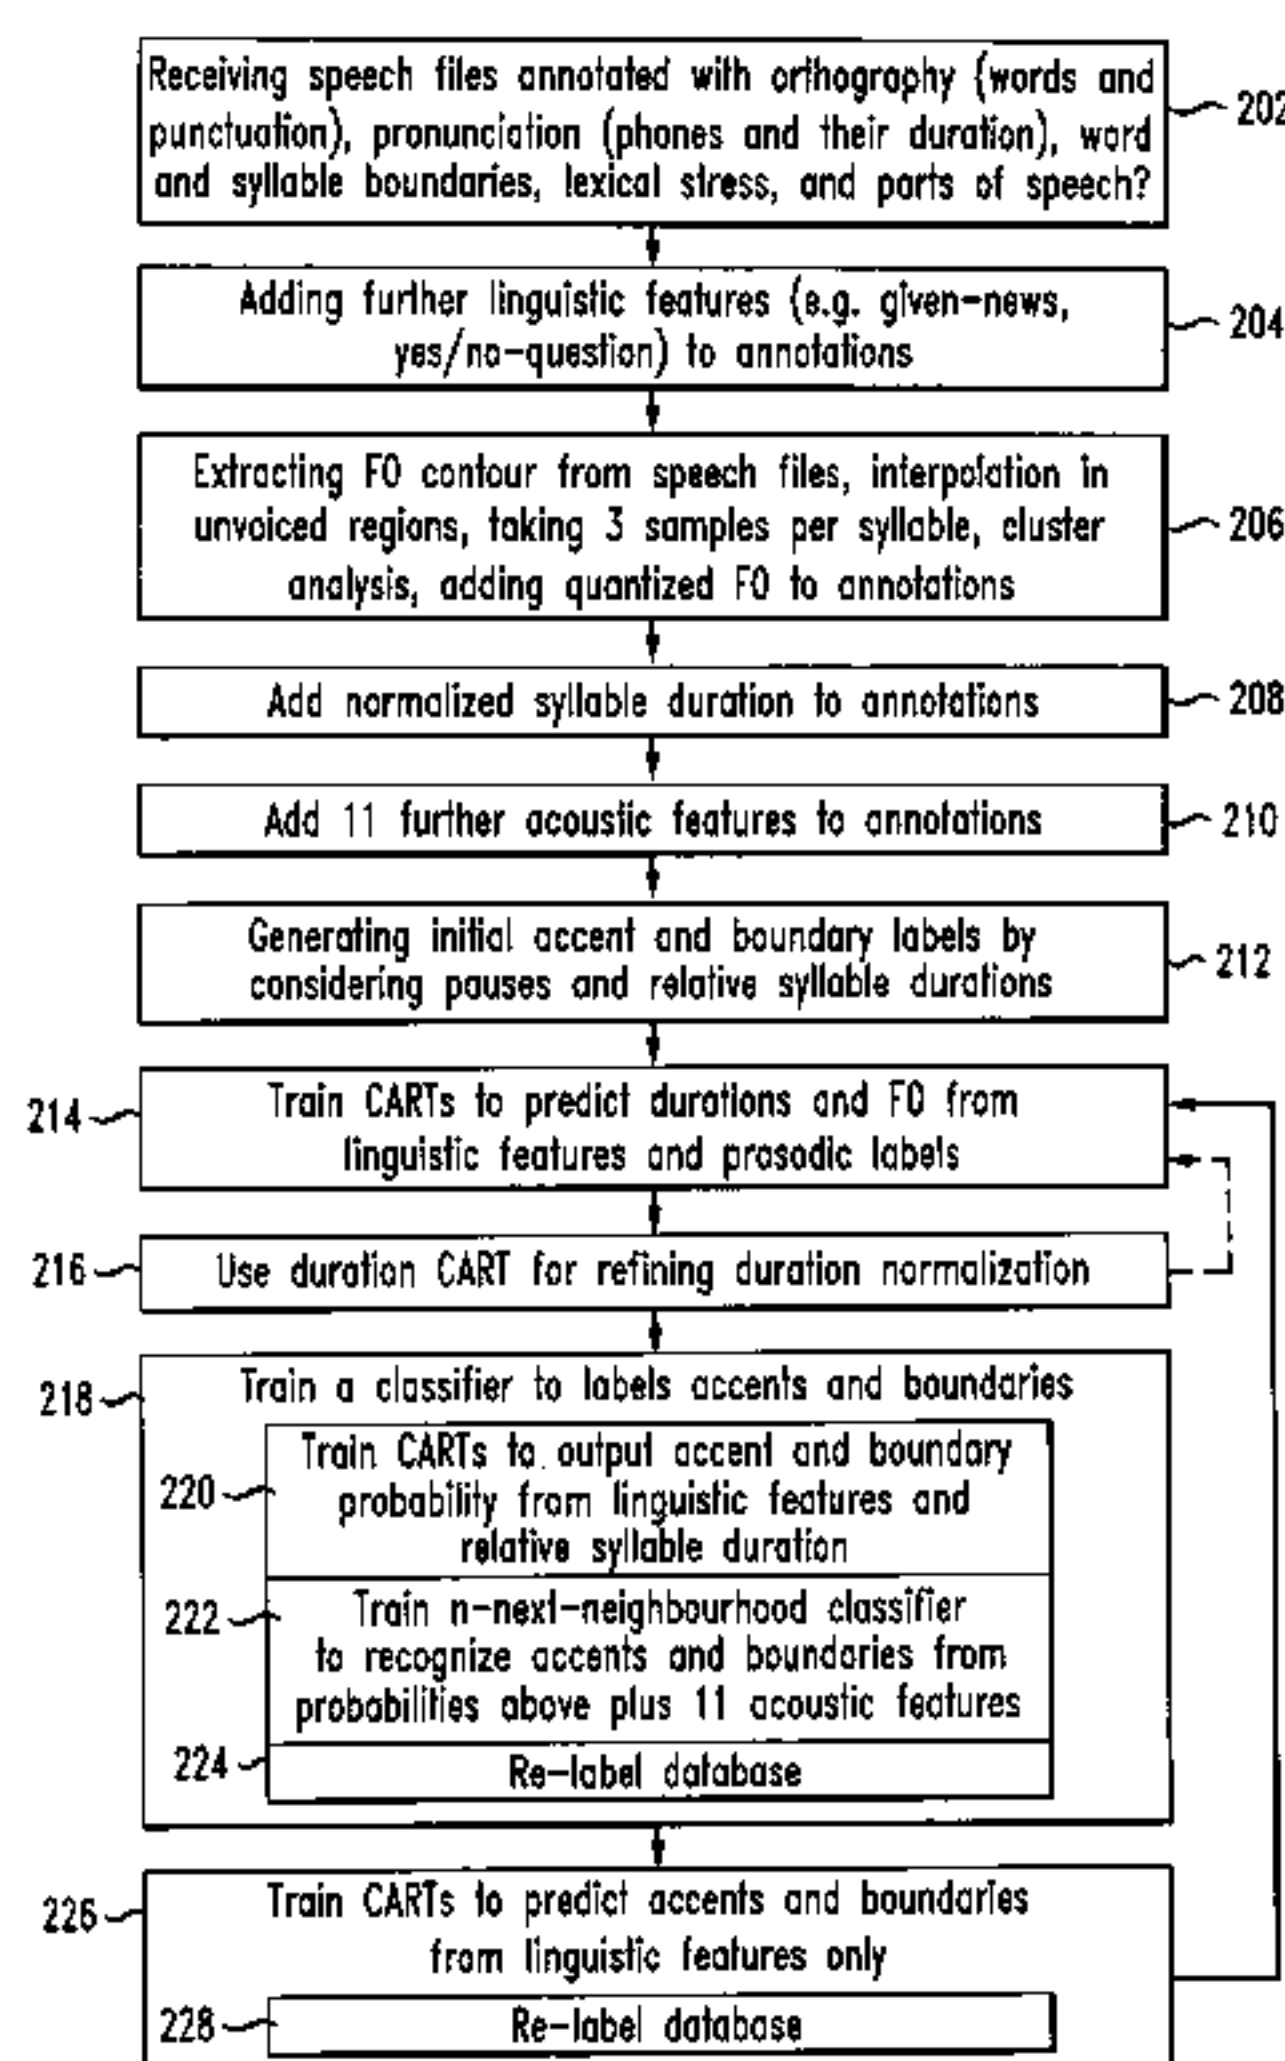 Receiving speech files annotated with orthography (words and
punctuation), pronunciation (phones and their duration), word
and syllable boundaries, lexical stress, and parts of speech?
202
Adding further linguistic features (e.g. given-news,
yes/no-question) to annotations
204
Extracting F0 contour from speech files, interpolation in
unvoiced regions, taking 3 samples per syllable, cluster
analysis, adding quantized F0 to annotations
206
Add normalized syllable duration to annotations
208
Add 11 further acoustic features to annotations
210
Generating initial accent and boundary labels by
considering pauses and relative syllable durations
212
214
Train CARTs to predict durations and F0 from
linguistic features and prosodic labels
216
Use duration CART for refining duration normalization
218
Train a classifier to labels accents and boundaries
220
Train CARTs to output accent and boundary
probability from linguistic features and
relative syllable duration
222
Train n-next-neighbourhood classifier
to recognize accents and boundaries from
probabilities above plus 11 acoustic features
224
Re-label database
226
Train CARTs to predict accents and boundaries
from linguistic features only
228
Re-label database